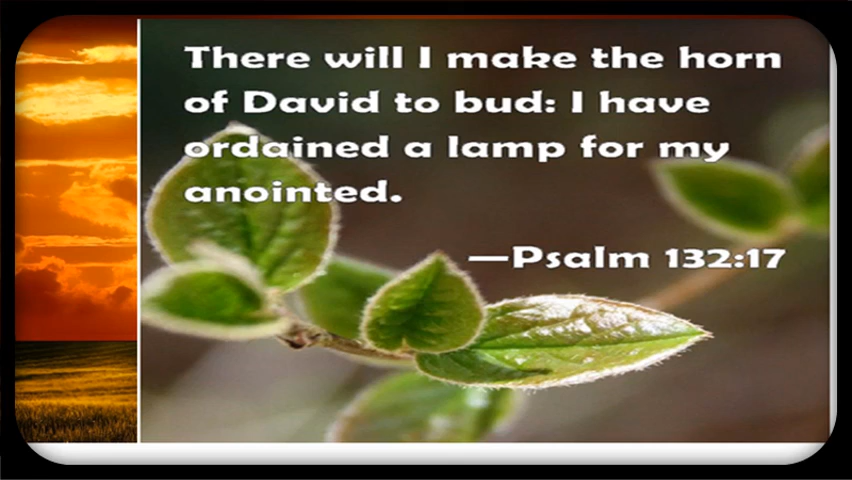 There will I make the horn
of David to bud: I have
ordained a lamp for my
anointed.
—Psalm 132:17